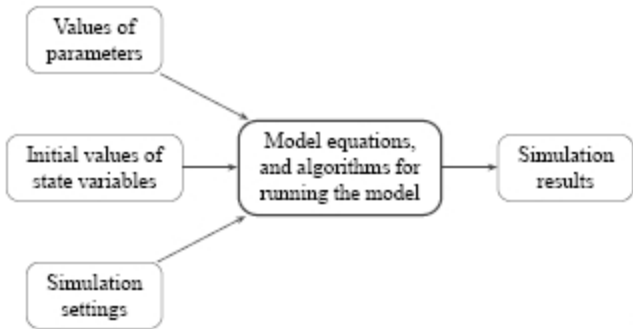 Values of
parameters
Initial values of
state variables
Simulation
settings
Model equations,
and algorithms for
running the model
Simulation
results